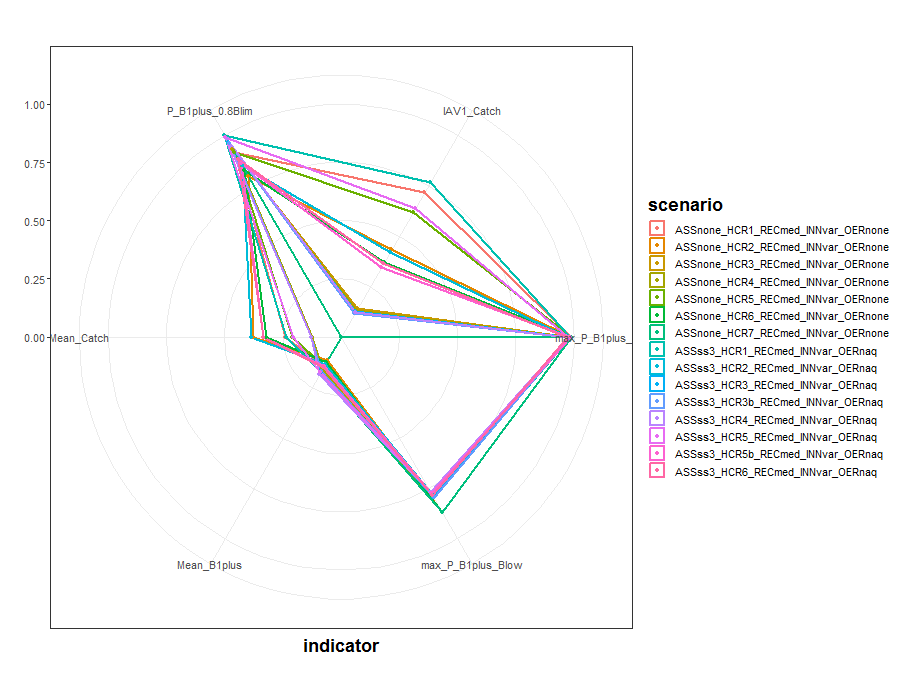 1.00
0.75
0.50
0.25
0.00
P_B1plus_0.8Blim
IAV1_Catch
Mean_Catch
max_P_B1plus_
Mean_B1plus
max_P_B1plus_Blow
indicator
scenario
ASSnone_HCR1_RECmed_INNvar_OERnone
ASSnone_HCR2_RECmed_INNvar_OERnone
ASSnone_HCR3_RECmed_INNvar_OERnone
ASSnone_HCR4_RECmed_INNvar_OERnone
ASSnone_HCR5_RECmed_INNvar_OERnone
ASSnone_HCR6_RECmed_INNvar_OERnone
ASSnone_HCR7_RECmed_INNvar_OERnone
ASSss3_HCR1_RECmed_INNvar_OERnaq
ASSss3_HCR2_RECmed_INNvar_OERnaq
ASSss3_HCR3_RECmed_INNvar_OERnaq
ASSss3_HCR3b_RECmed_INNvar_OERnaq
ASSss3_HCR4_RECmed_INNvar_OERnaq
ASSss3_HCR5_RECmed_INNvar_OERnaq
ASSss3_HCR5b_RECmed_INNvar_OERnaq
ASSss3_HCR6_RECmed_INNvar_OERnaq